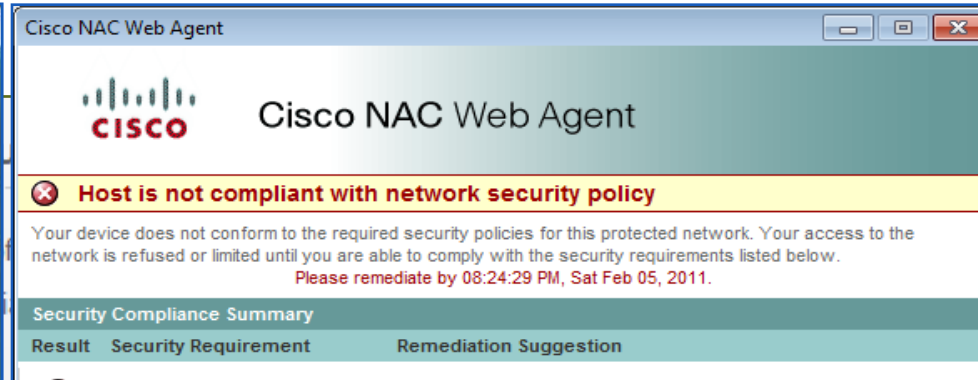 Cisco NAC Web Agent
CISCO
Cisco NAC Web Agent
Host is not compliant with network security policy
Your device does not conform to the required security policies for this protected network. Your access to the
network is refused or limited until you are able to comply with the security requirements listed below.
Please remediate by 08:24:29 PM, Sat Feb 05, 2011.
Security Compliance Summary
Result Security Requirement Remediation Suggestion